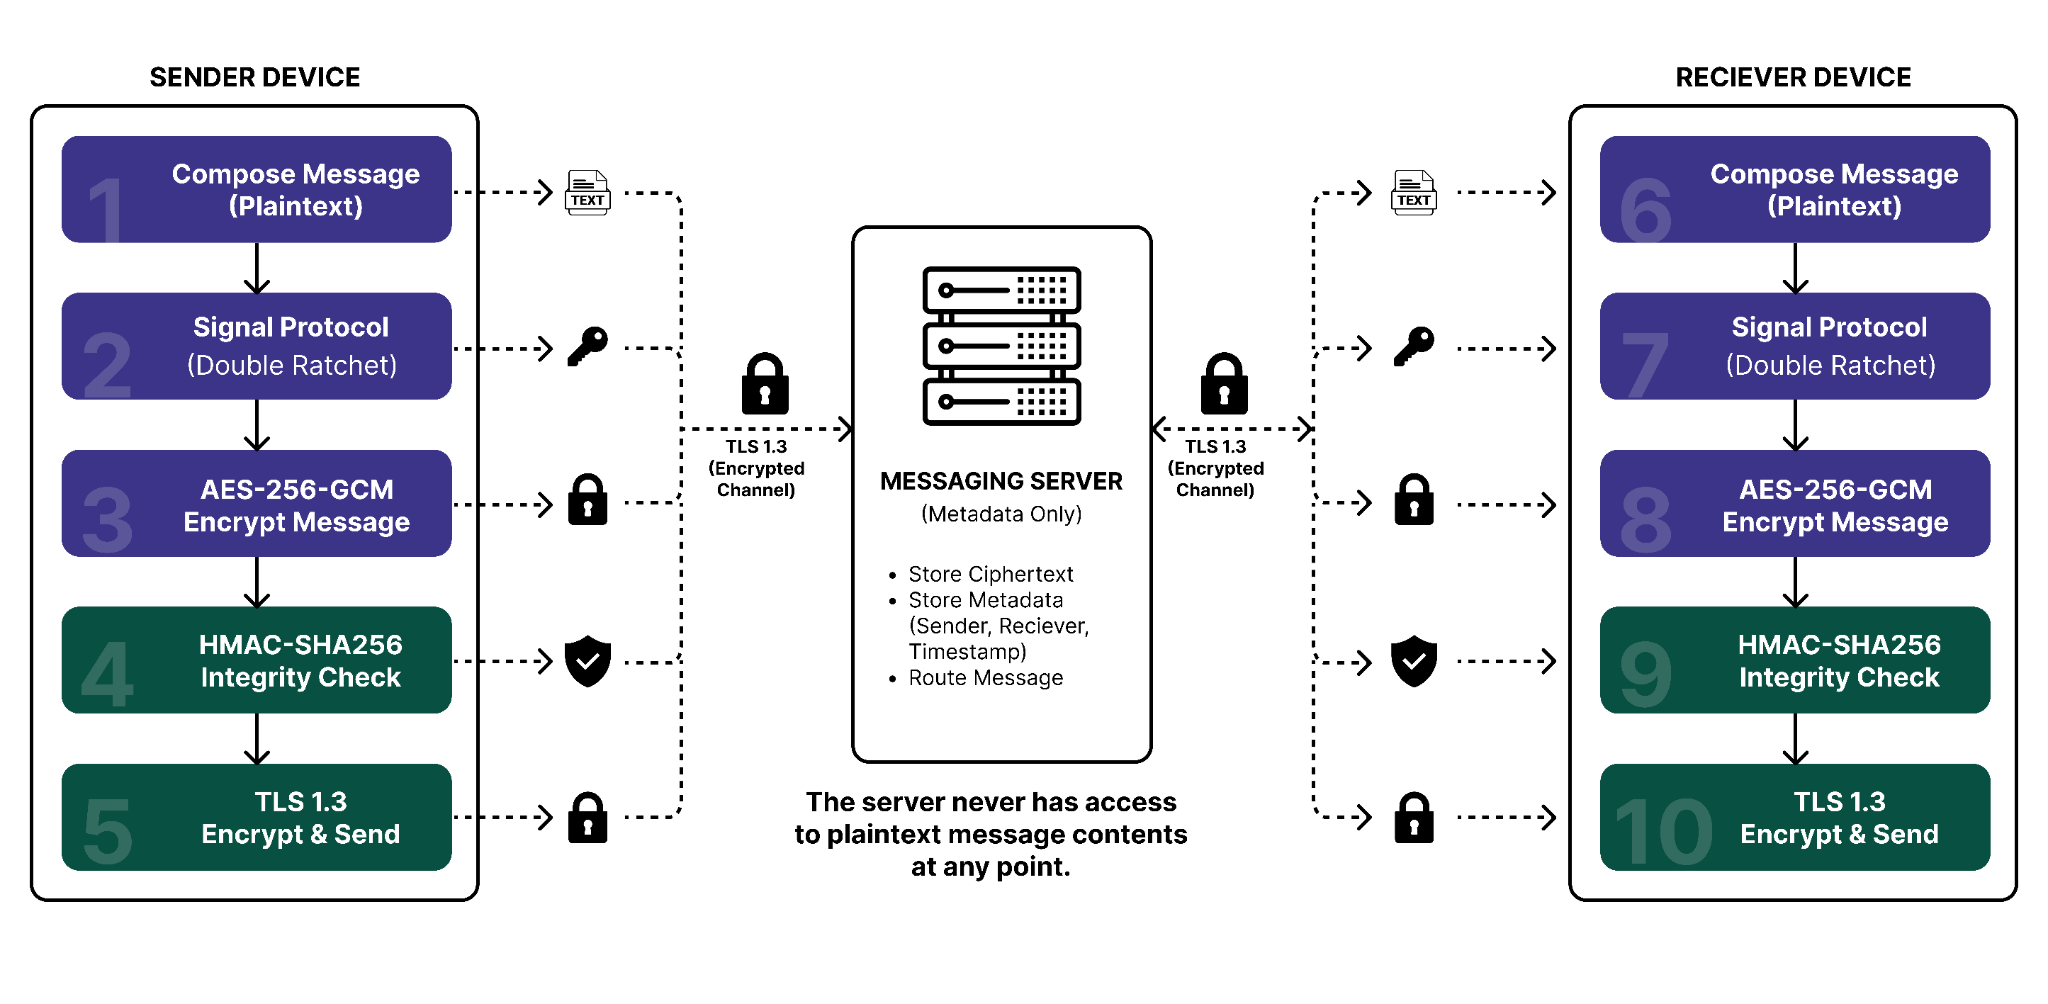 SENDER DEVICE
1
Compose Message
(Plaintext)
2
Signal Protocol
(Double Ratchet)
3
AES-256-GCM
Encrypt Message
4
HMAC-SHA256
Integrity Check
5
TLS 1.3
Encrypt & Send
TEXT
TLS 1.3
(Encrypted
Channel)
MESSAGING SERVER
(Metadata Only)
• Store Ciphertext
• Store Metadata
(Sender, Reciever,
Timestamp)
• Route Message
The server never has access
to plaintext message contents
at any point.
TLS 1.3
(Encrypted
Channel)
TEXT
RECIEVER DEVICE
6
Compose Message
(Plaintext)
7
Signal Protocol
(Double Ratchet)
8
AES-256-GCM
Encrypt Message
9
HMAC-SHA256
Integrity Check
10
TLS 1.3
Encrypt & Send